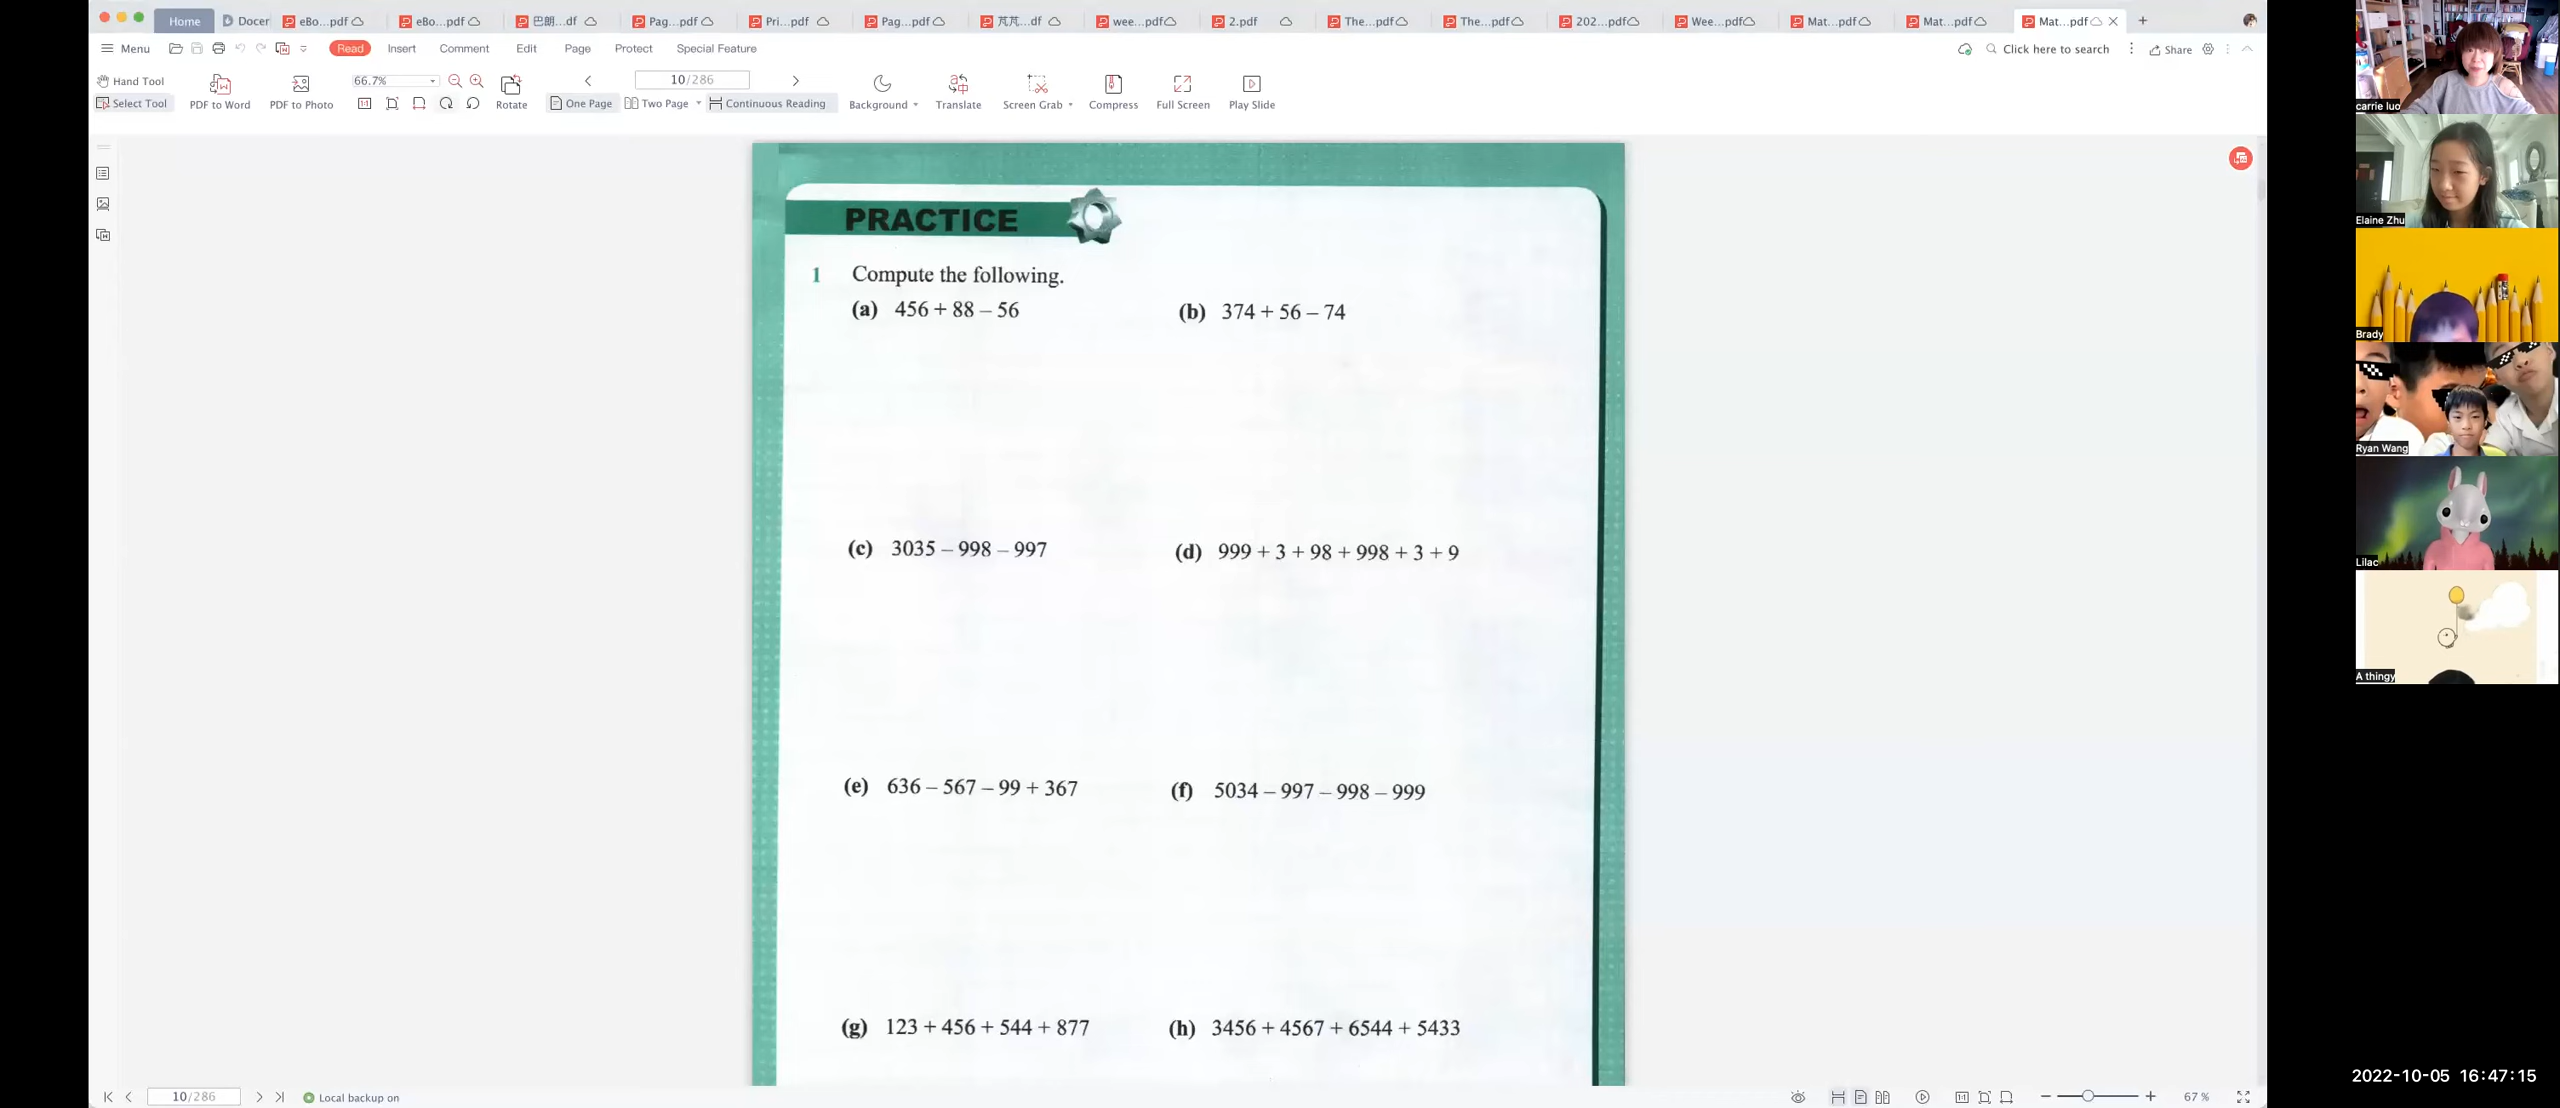 Home Docer eBo...pdf eBo...pdf 巴朗...df Pag...pdf Pri...pdf Pag...pdf 芃芃...df wee...pdf 2.pdf The...pdf The...pdf 202...pdf Wee...pdf Mat...pdf Mat...pdf Mat...pdf
Menu Read Insert Comment Edit Page Protect Special Feature Click here to search Share
Hand Tool 66.7% 10/286
Select Tool PDF to Word PDF to Photo Rotate One Page Two Page Continuous Reading Background Translate Screen Grab Compress Full Screen Play Slide
carrie luo
Elaine Zhu
Brady
Ryan Wang
Lilac
A thingy
PRACTICE
1 Compute the following.
(a) 456 + 88 – 56 (b) 374 + 56 – 74
(c) 3035 – 998 – 997 (d) 999 + 3 + 98 + 998 + 3 + 9
(e) 636 – 567 – 99 + 367 (f) 5034 – 997 – 998 – 999
(g) 123 + 456 + 544 + 877 (h) 3456 + 4567 + 6544 + 5433
2022-10-05 16:47:15
10/286 Local backup on 67 %